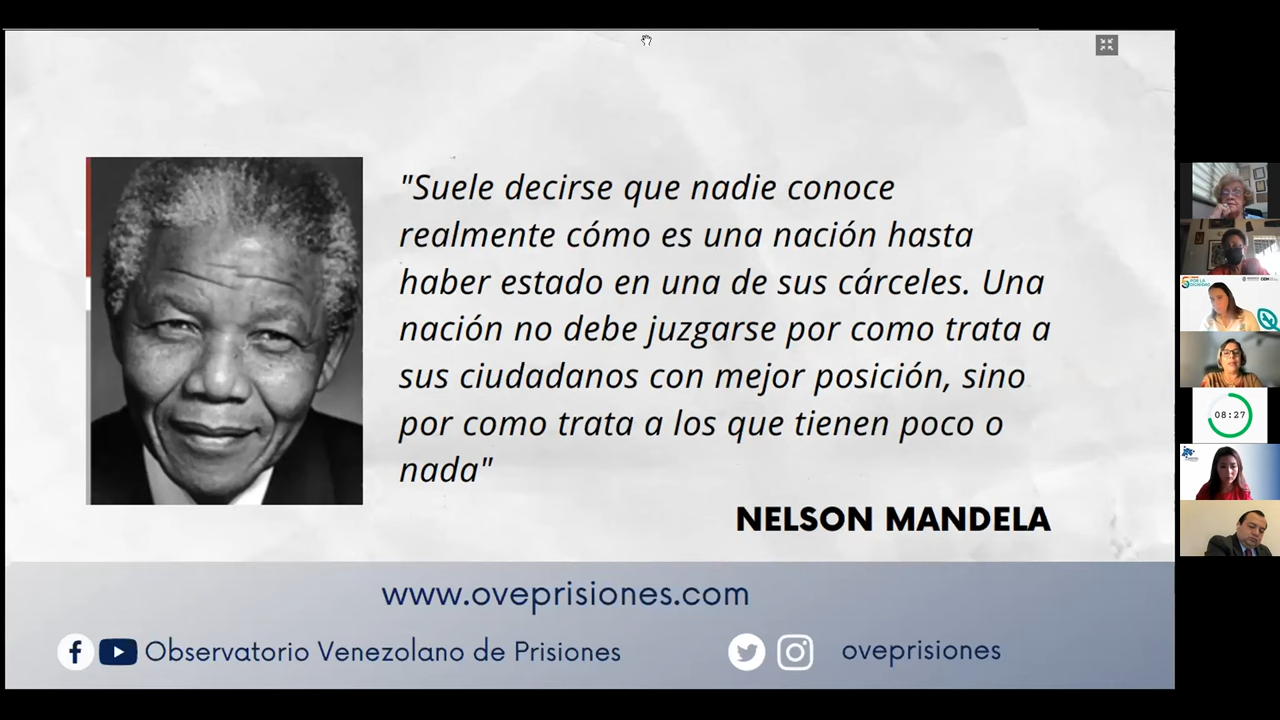 "Suele decirse que nadie conoce
realmente cómo es una nación hasta
haber estado en una de sus cárceles. Una
nación no debe juzgarse por como trata a
sus ciudadanos con mejor posición, sino
por como trata a los que tienen poco o
nada"
NELSON MANDELA
www.oveprisiones.com
Observatorio Venezolano de Prisiones
oveprisiones
08:27